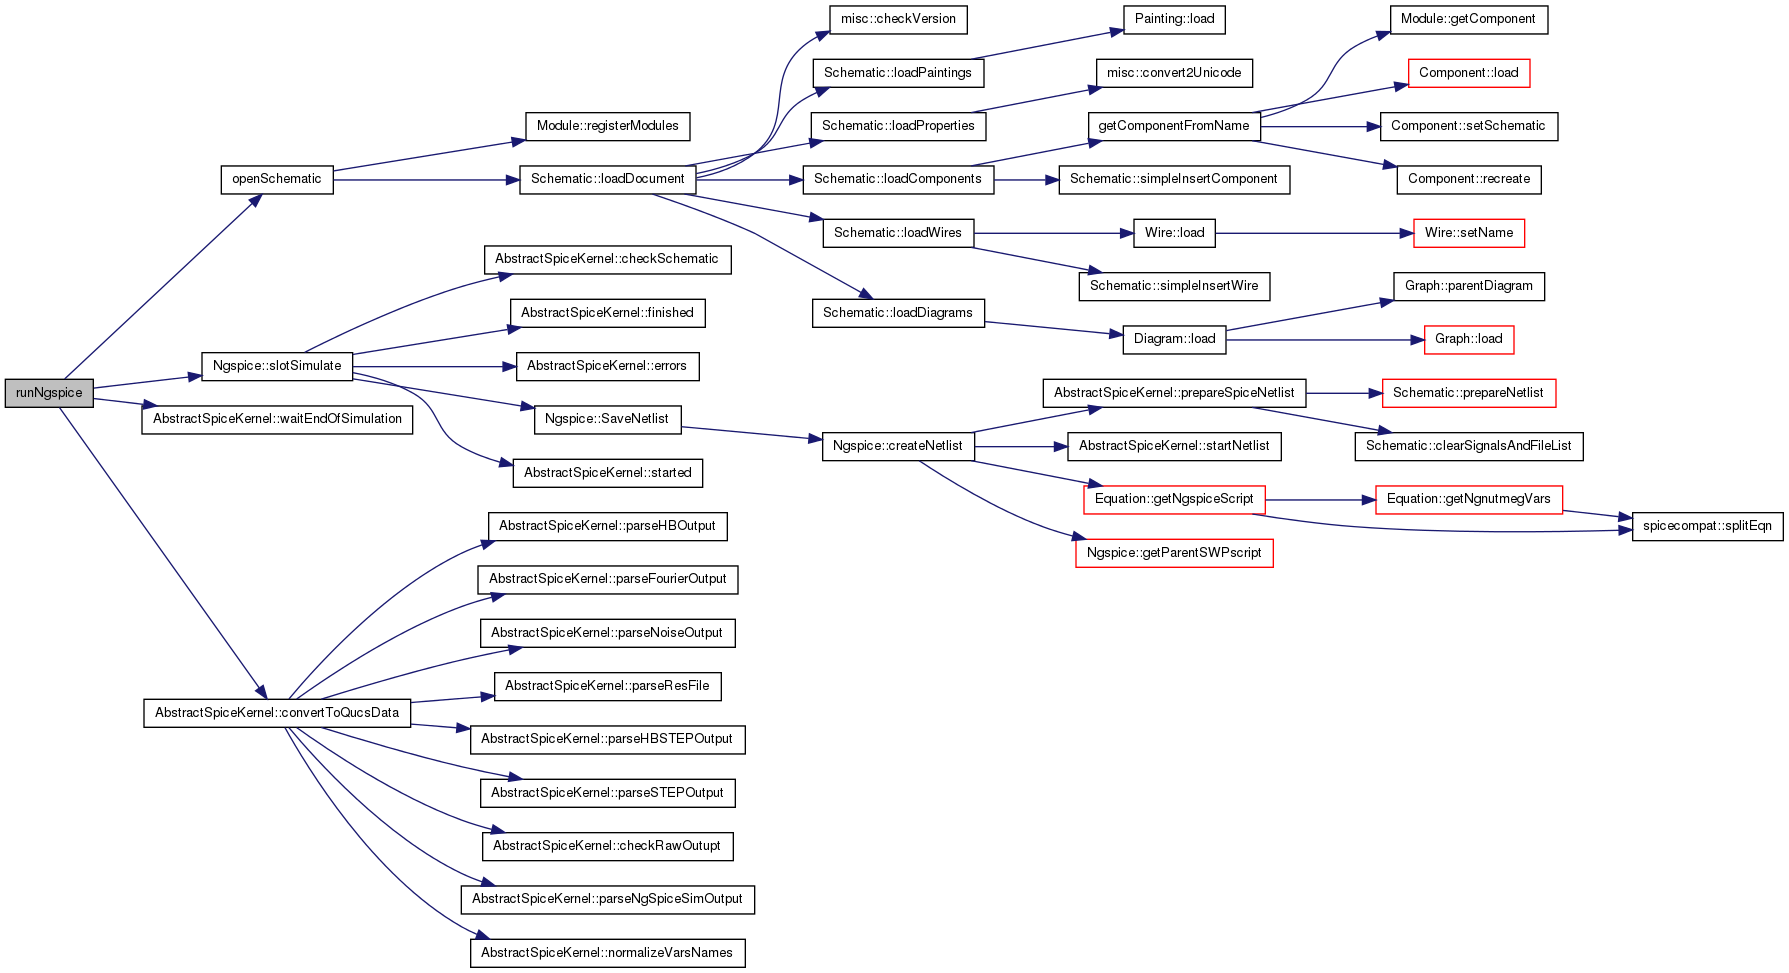 misc::checkVersion
Painting::load
Module::getComponent
Schematic::loadPaintings
misc::convert2Unicode
Component::load
Module::registerModules
Schematic::loadProperties
getComponentFromName
Component::setSchematic
openSchematic
Schematic::loadDocument
Schematic::loadComponents
Schematic::simpleInsertComponent
Component::recreate
Schematic::loadWires
Wire::load
Wire::setName
AbstractSpiceKernel::checkSchematic
Schematic::simpleInsertWire
Graph::parentDiagram
AbstractSpiceKernel::finished
Schematic::loadDiagrams
Diagram::load
Graph::load
Ngspice::slotSimulate
AbstractSpiceKernel::errors
runNgspice
AbstractSpiceKernel::prepareSpiceNetlist
Schematic::prepareNetlist
AbstractSpiceKernel::waitEndOfSimulation
Ngspice::SaveNetlist
Ngspice::createNetlist
AbstractSpiceKernel::startNetlist
Schematic::clearSignalsAndFileList
AbstractSpiceKernel::started
Equation::getNgspiceScript
Equation::getNgnutmegVars
spicecompat::splitEqn
AbstractSpiceKernel::parseHBOutput
Ngspice::getParentSWPscript
AbstractSpiceKernel::parseFourierOutput
AbstractSpiceKernel::parseNoiseOutput
AbstractSpiceKernel::parseResFile
AbstractSpiceKernel::convertToQucsData
AbstractSpiceKernel::parseHBSTEPOutput
AbstractSpiceKernel::parseSTEPOutput
AbstractSpiceKernel::checkRawOutupt
AbstractSpiceKernel::parseNgSpiceSimOutput
AbstractSpiceKernel::normalizeVarsNames